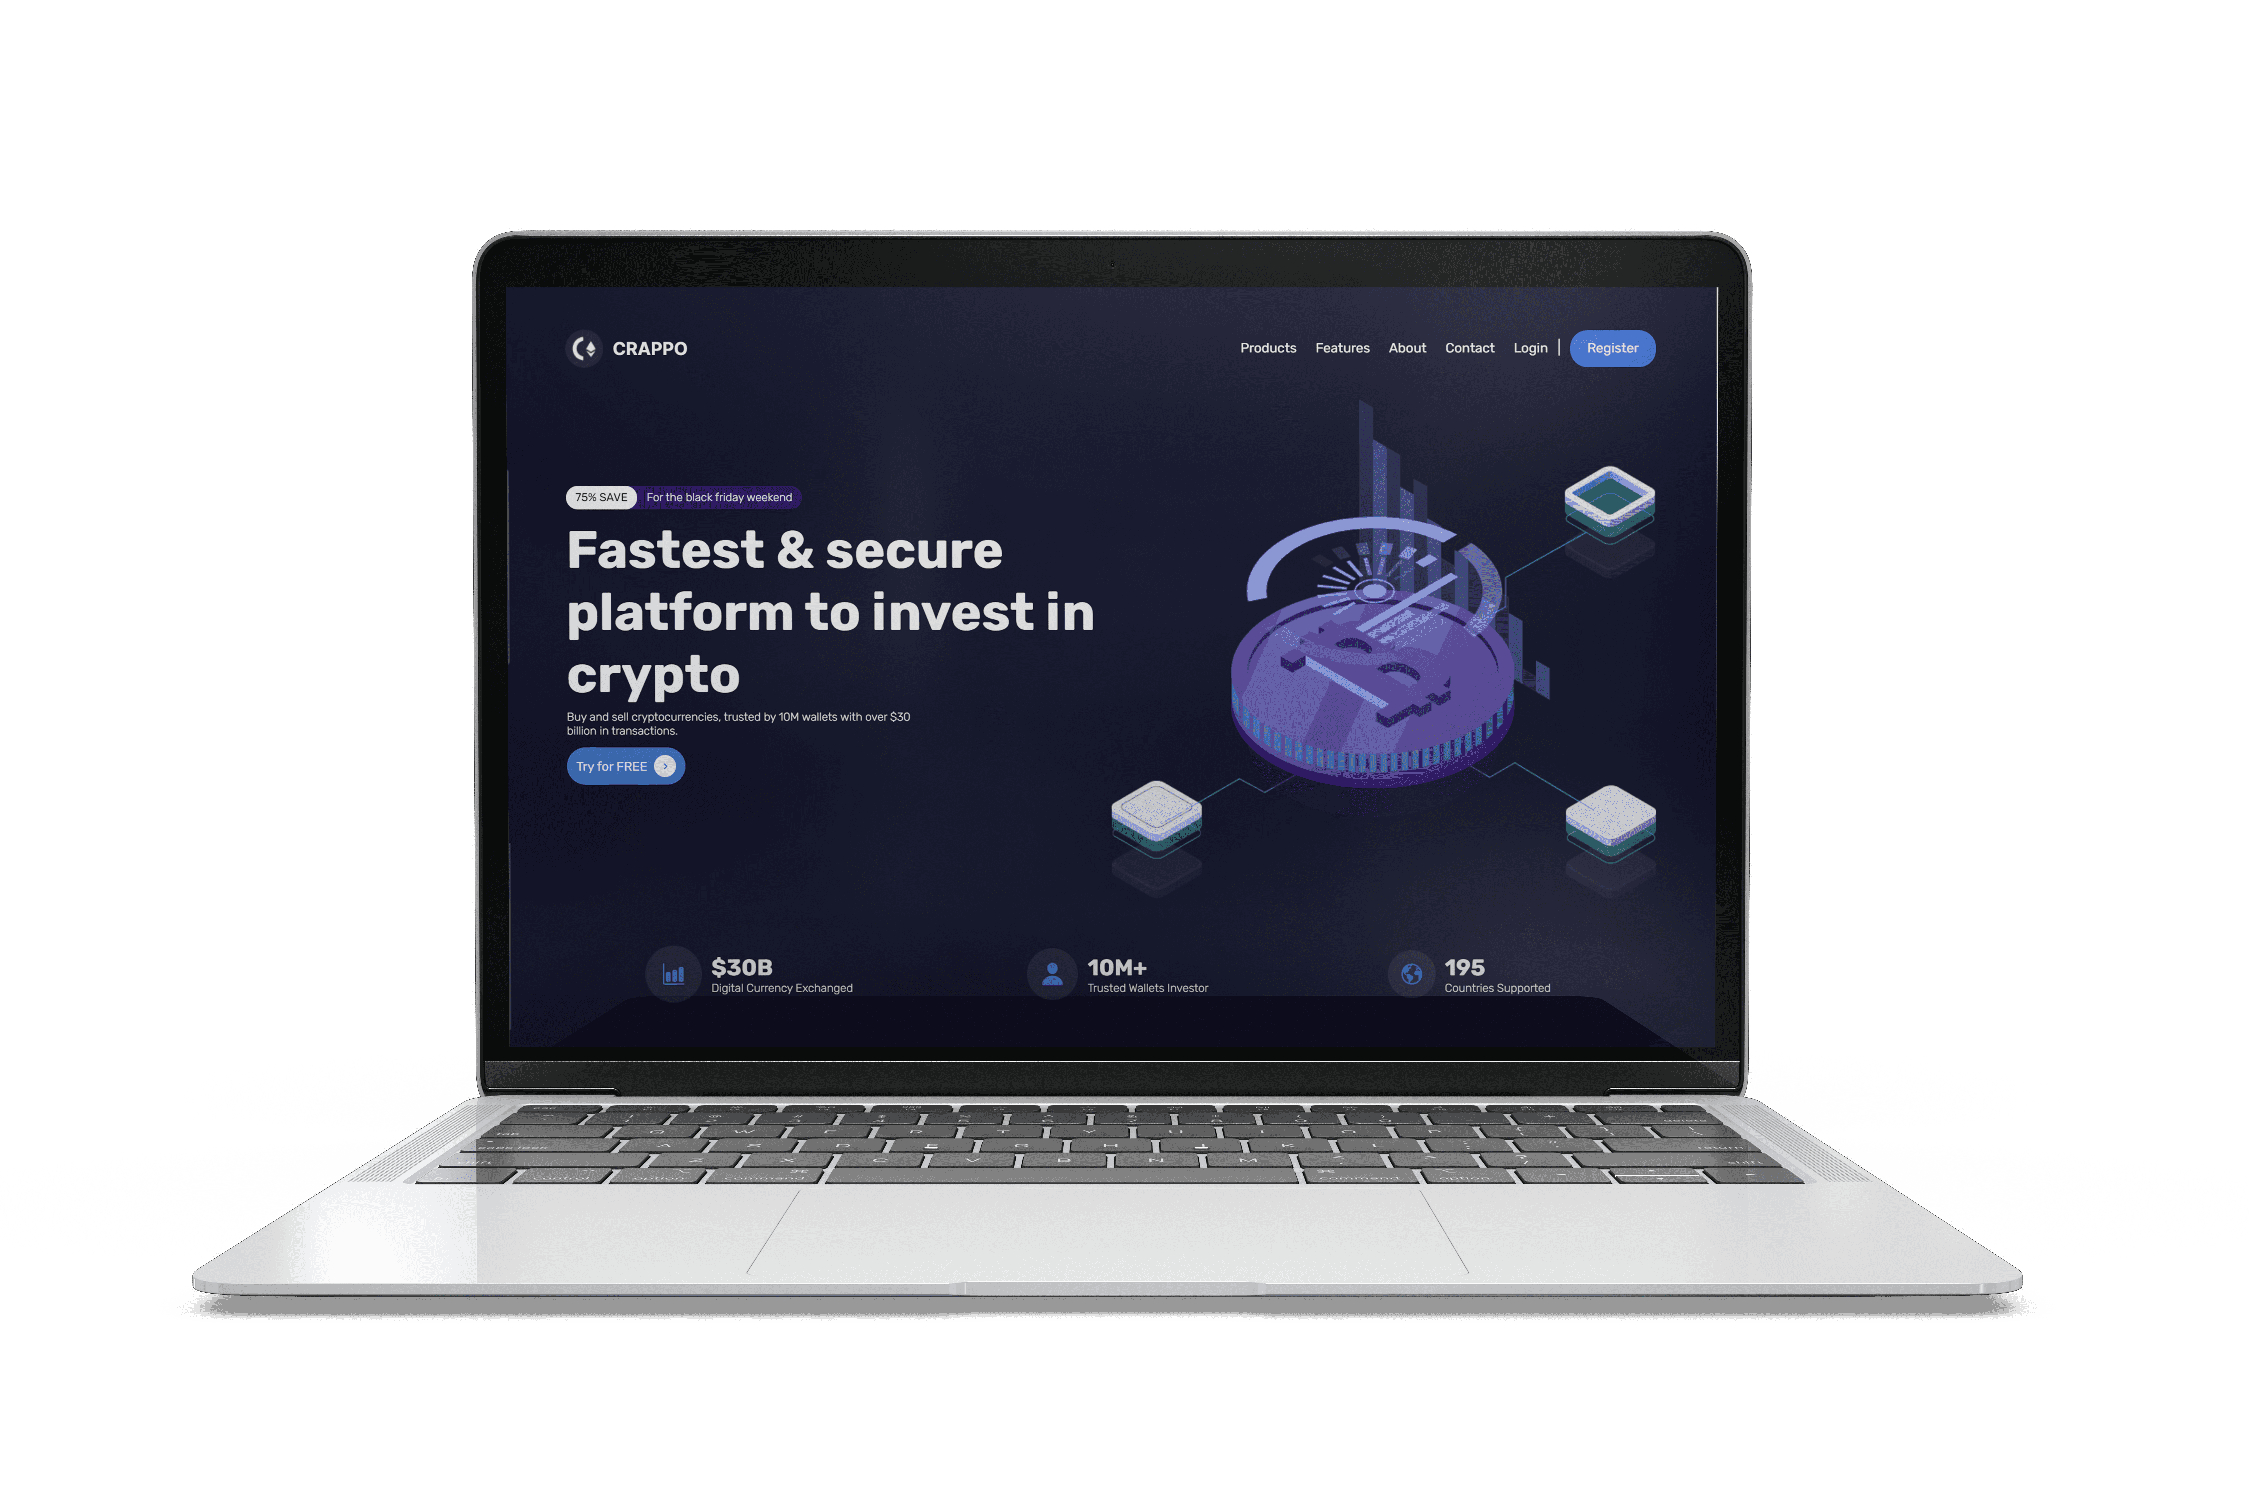 CRAPPO
Products Features About Contact Login | Register
75% SAVE For the black friday weekend
Fastest & secure
platform to invest in
crypto
Buy and sell cryptocurrencies, trusted by 10M wallets with over $30
billion in transactions.
Try for FREE
$30B
Digital Currency Exchanged
10M+
Trusted Wallets Investor
195
Countries Supported